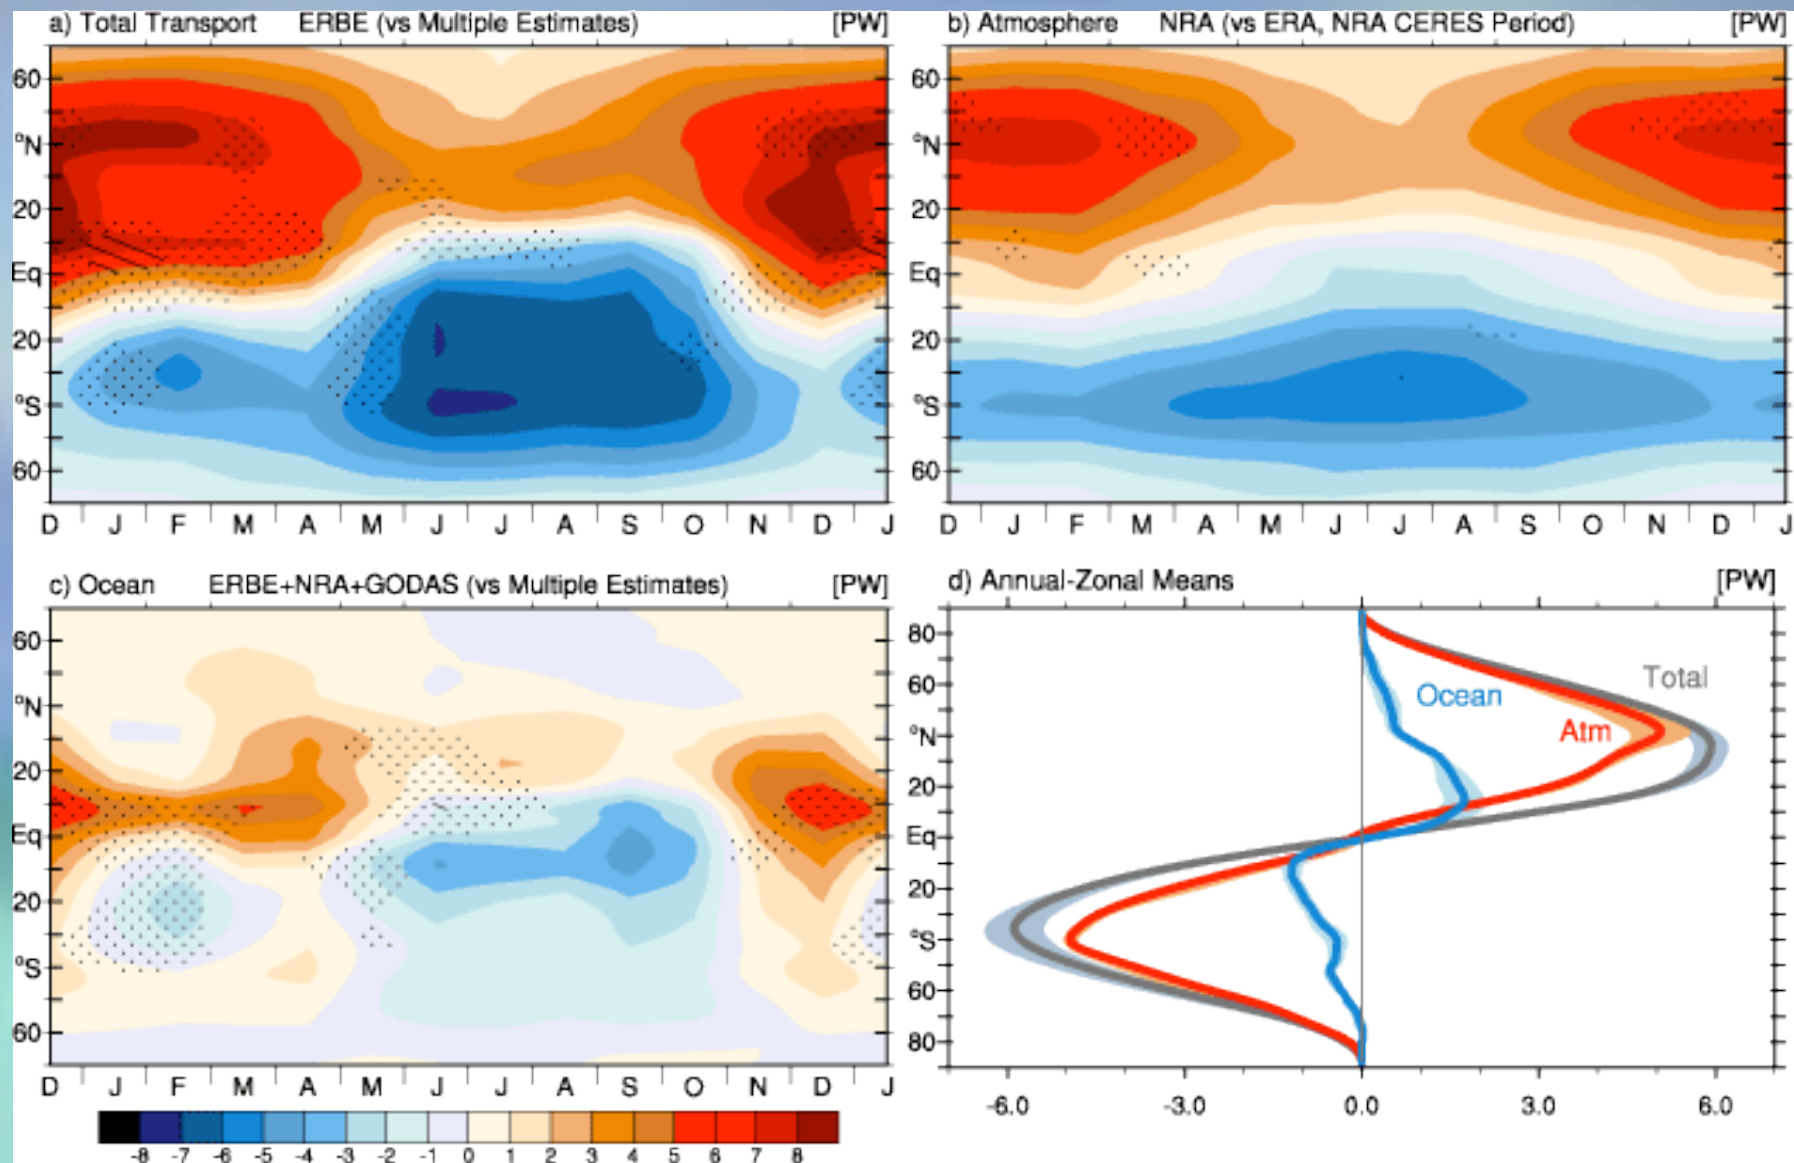 a) Total Transport ERBE (vs Multiple Estimates) [PW]
60
°N
20
Eq
20
°S
60
D J F M A M J J A S O N D J
b) Atmosphere NRA (vs ERA, NRA CERES Period) [PW]
60
°N
20
Eq
20
°S
60
D J F M A M J J A S O N D J
c) Ocean ERBE+NRA+GODAS (vs Multiple Estimates) [PW]
60
°N
20
Eq
20
°S
60
D J F M A M J J A S O N D J
-8 -7 -6 -5 -4 -3 -2 -1 0 1 2 3 4 5 6 7 8
d) Annual-Zonal Means [PW]
80
60
°N
20
Eq
20
°S
60
80
Total
Ocean
Atm
-6.0 -3.0 0.0 3.0 6.0